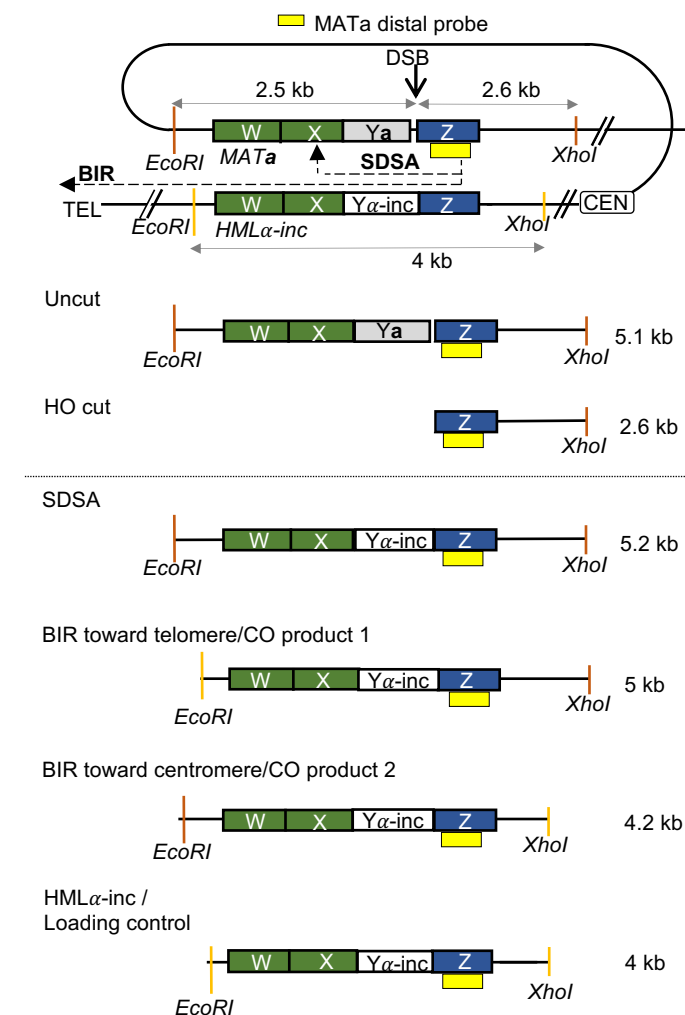 MATa distal probe
DSB
2.5 kb 2.6 kb
W X Ya Z
EcoRI MATa SDSA XhoI
BIR
TEL EcoRI W X Yα-inc Z XhoI CEN
HMLα-inc
4 kb
Uncut
W X Ya Z
EcoRI XhoI 5.1 kb
HO cut
Z
XhoI 2.6 kb
SDSA
W X Yα-inc Z
EcoRI XhoI 5.2 kb
BIR toward telomere/CO product 1
W X Yα-inc Z
EcoRI XhoI 5 kb
BIR toward centromere/CO product 2
W X Yα-inc Z
EcoRI XhoI 4.2 kb
HMLα-inc /
Loading control
W X Yα-inc Z
EcoRI XhoI 4 kb